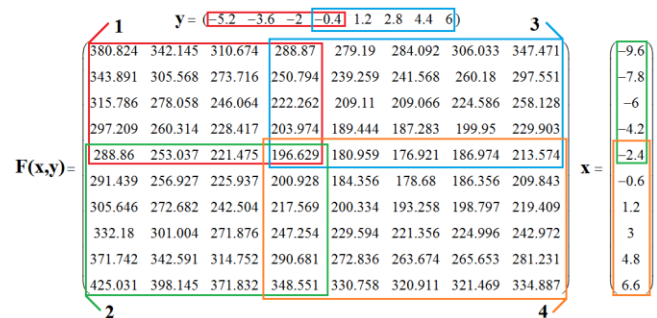 1 y = (−5.2 −3.6 −2 −0.4 1.2 2.8 4.4 6) 3
380.824 342.145 310.674 288.87 279.19 284.092 306.033 347.471 −9.6
343.891 305.568 273.716 250.794 239.259 241.568 260.18 297.551 −7.8
315.786 278.058 246.064 222.262 209.11 209.066 224.586 258.128 −6
297.209 260.314 228.417 203.974 189.444 187.283 199.95 229.903 −4.2
F(x,y)= 288.86 253.037 221.475 196.629 180.959 176.921 186.974 213.574 x = −2.4
291.439 256.927 225.937 200.928 184.356 178.68 186.356 209.843 −0.6
305.646 272.682 242.504 217.569 200.334 193.258 198.797 219.409 1.2
332.18 301.004 271.876 247.254 229.594 221.356 224.996 242.972 3
371.742 342.591 314.752 290.681 272.836 263.674 265.653 281.231 4.8
425.031 398.145 371.832 348.551 330.758 320.911 321.469 334.887 6.6
2 4